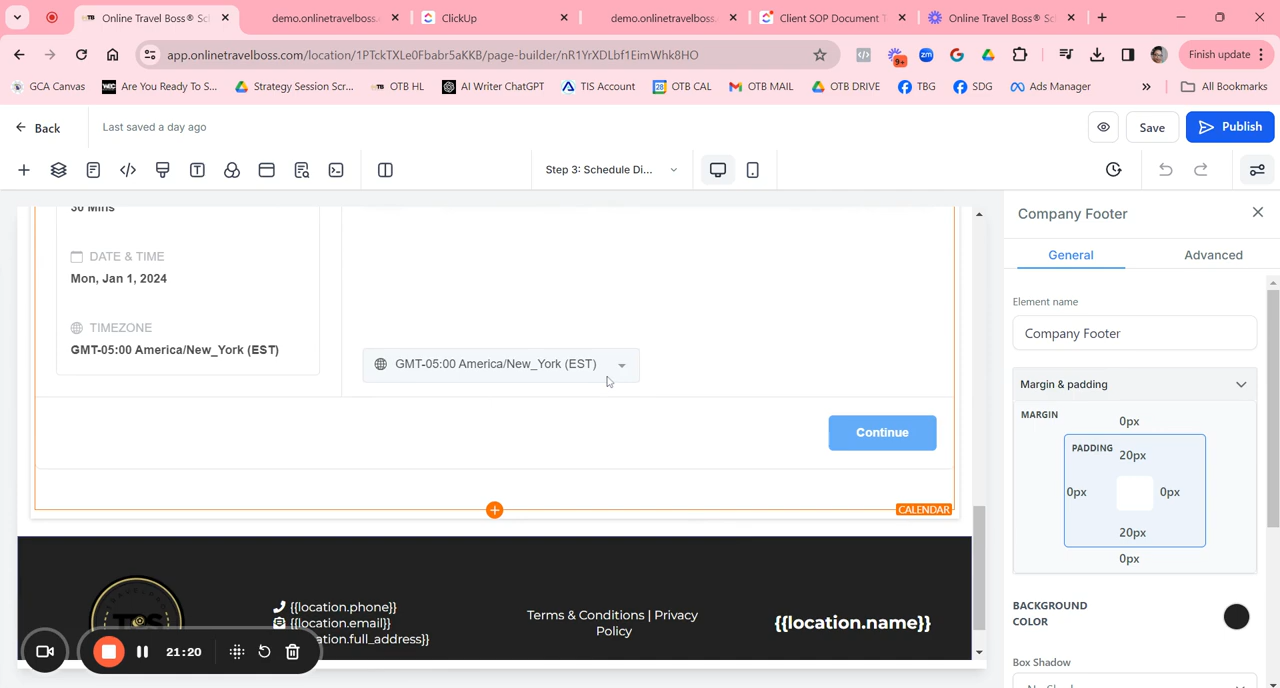 Online Travel Boss® Sc
demo.onlinetravelboss.
ClickUp
demo.onlinetravelboss.
Client SOP Document T
Online Travel Boss® Sc
app.onlinetravelboss.com/location/1PTckTXLe0Fbabr5aKKB/page-builder/nR1YrXDLbf1EimWhk8HO
9+
zm
Finish update
GCA Canvas
Are You Ready To S...
Strategy Session Scr...
OTB HL
AI Writer ChatGPT
TIS Account
OTB CAL
OTB MAIL
OTB DRIVE
TBG
SDG
Ads Manager
»
All Bookmarks
Back
Last saved a day ago
Save
Publish
Step 3: Schedule Di...
Company Footer
General
Advanced
Element name
Company Footer
Margin & padding
MARGIN
0px
PADDING
20px
0px
0px
20px
0px
BACKGROUND
COLOR
Box Shadow
30 Mins
DATE & TIME
Mon, Jan 1, 2024
TIMEZONE
GMT-05:00 America/New_York (EST)
GMT-05:00 America/New_York (EST)
Continue
CALENDAR
{{location.phone}}
{{location.email}}
ation.full_address}}
Terms & Conditions | Privacy
Policy
{{location.name}}
21:20